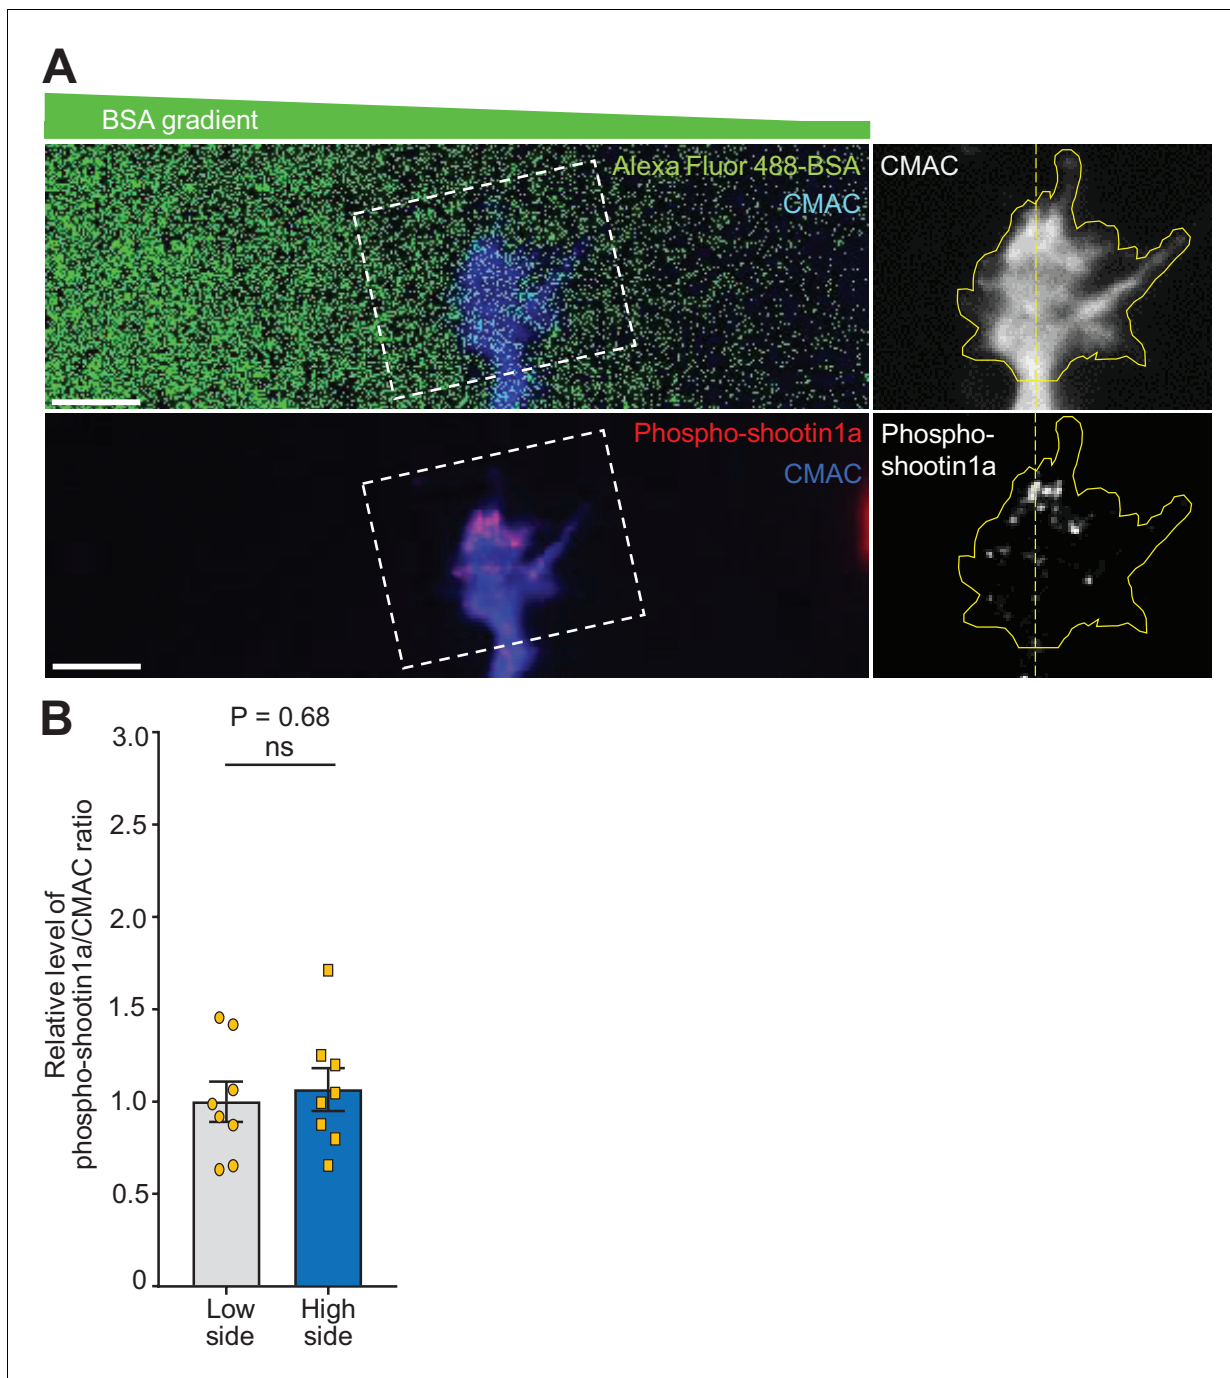 A
BSA gradient
Alexa Fluor 488-BSA
CMAC
CMAC
Phospho-shootin1a
CMAC
Phospho-
shootin1a
B
P = 0.68
ns
3.0
2.5
2.0
1.5
1.0
0.5
0
Relative level of
phospho-shootin1a/CMAC ratio
Low
side
High
side